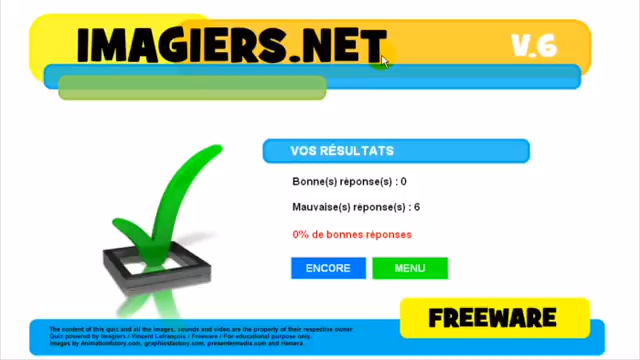 IMAGIERS.NET
V.6
VOS RÉSULTATS
Bonne(s) réponse(s) : 0
Mauvaise(s) réponse(s) : 6
0% de bonnes réponses
ENCORE
MENU
FREEWARE
The content of this quiz and all the images, sounds and video are the property of their respective owner.
Quiz powered by Imagiers / Vincent Lefrançois / Freeware / For educational purpose only.
Images by Animationfactory.com, graphicsfactory.com, presentermedia.com and Hemera.